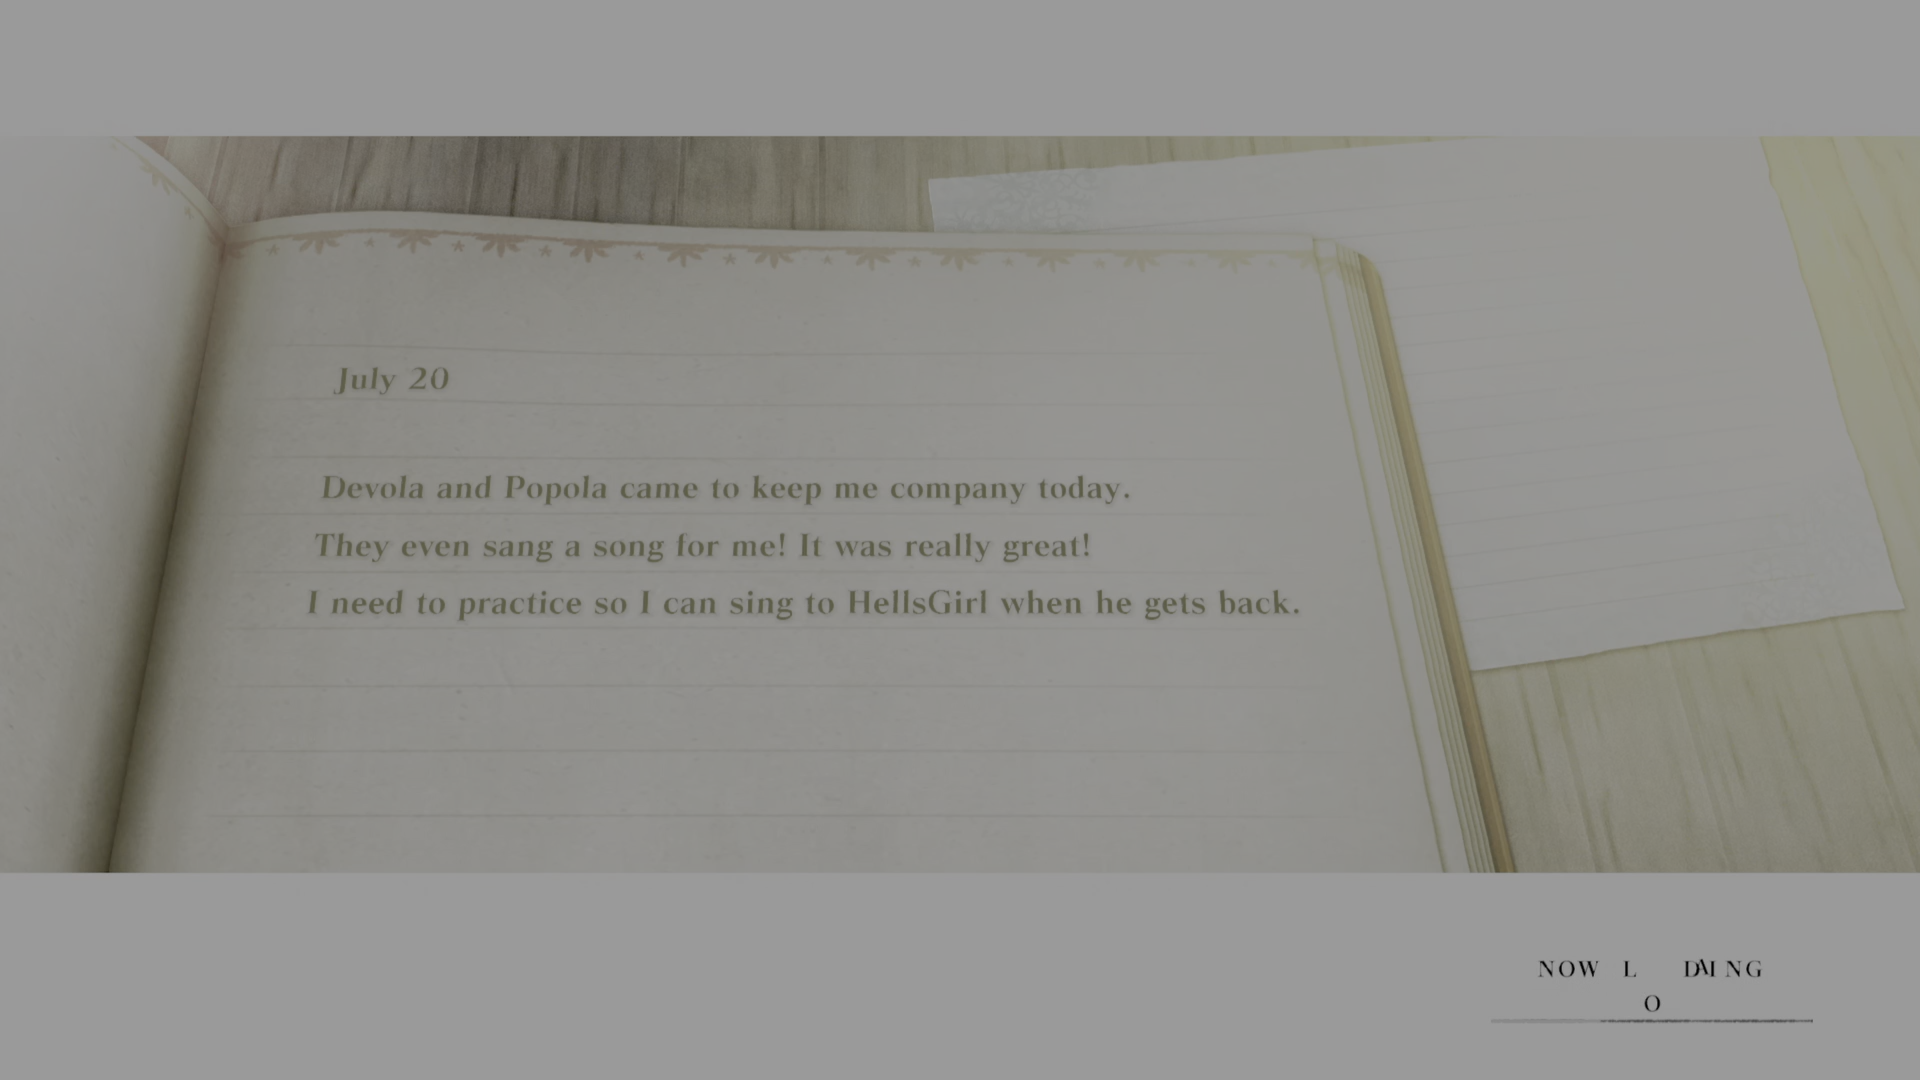 July 20
Devola and Popola came to keep me company today.
They even sang a song for me! It was really great!
I need to practice so I can sing to HellsGirl when he gets back.
NOW LOADING